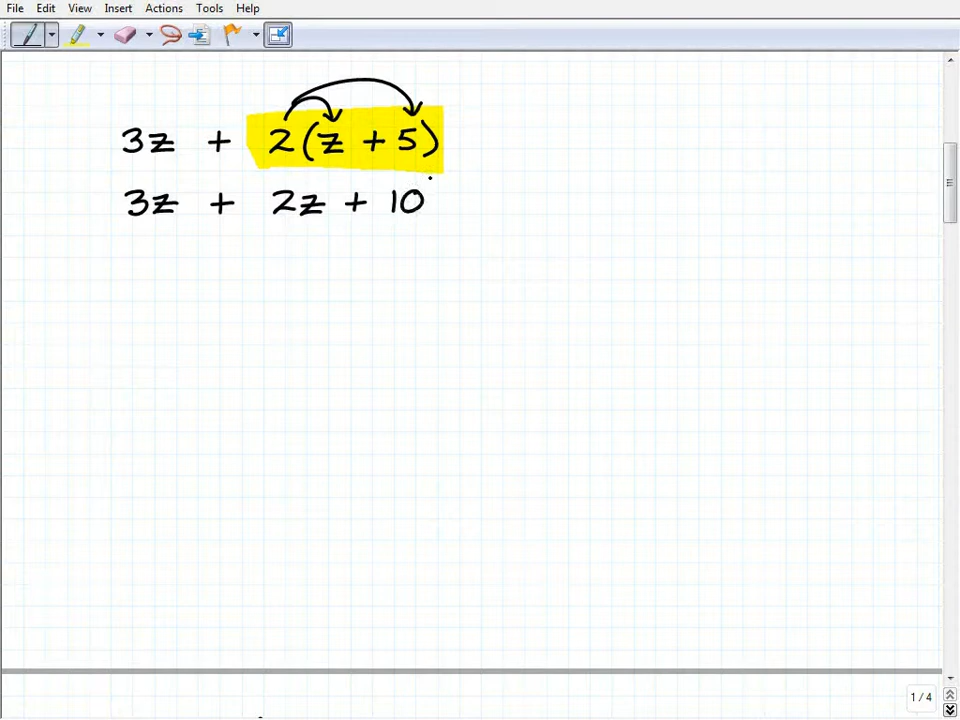 File Edit View Insert Actions Tools Help
3z + 2(z + 5)
3z + 2z + 10
1 / 4